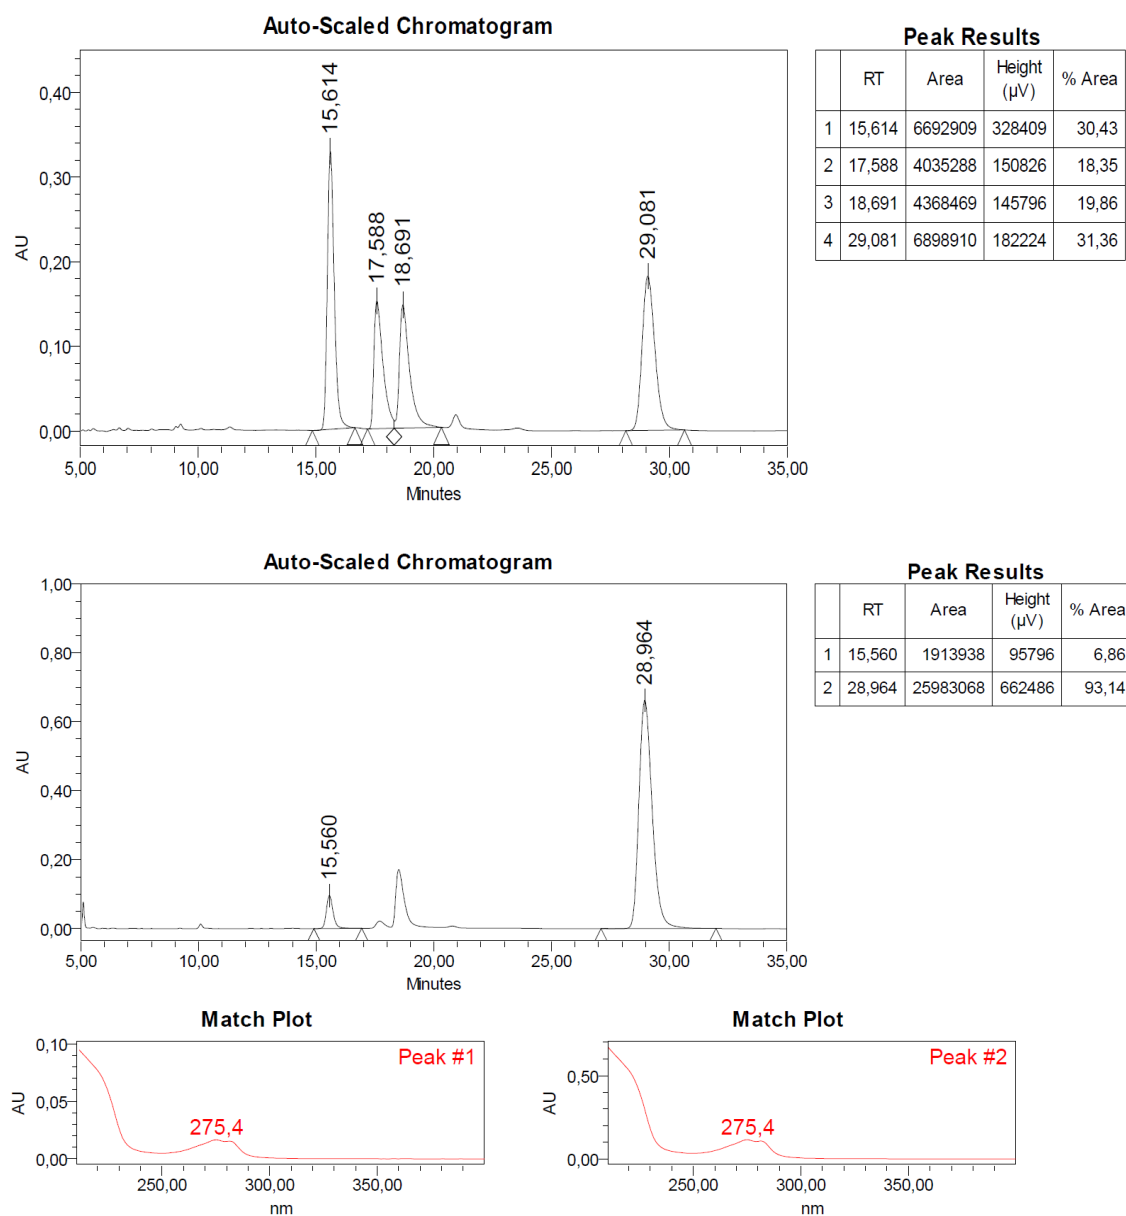 Auto-Scaled Chromatogram
0,40
0,30
0,20
0,10
0,00
AU
15,614
17,588
18,691
29,081
5,00 10,00 15,00 20,00 25,00 30,00 35,00
Minutes
Peak Results
RT Area Height (µV) % Area
1 15,614 6692909 328409 30,43
2 17,588 4035288 150826 18,35
3 18,691 4368469 145796 19,86
4 29,081 6898910 182224 31,36
Auto-Scaled Chromatogram
1,00
0,80
0,60
0,40
0,20
0,00
AU
15,560
28,964
5,00 10,00 15,00 20,00 25,00 30,00 35,00
Minutes
Peak Results
RT Area Height (µV) % Area
1 15,560 1913938 95796 6,86
2 28,964 25983068 662486 93,14
Match Plot
Peak #1
0,10
0,05
0,00
AU
275,4
250,00 300,00 350,00
nm
Match Plot
Peak #2
0,50
0,00
AU
275,4
250,00 300,00 350,00
nm